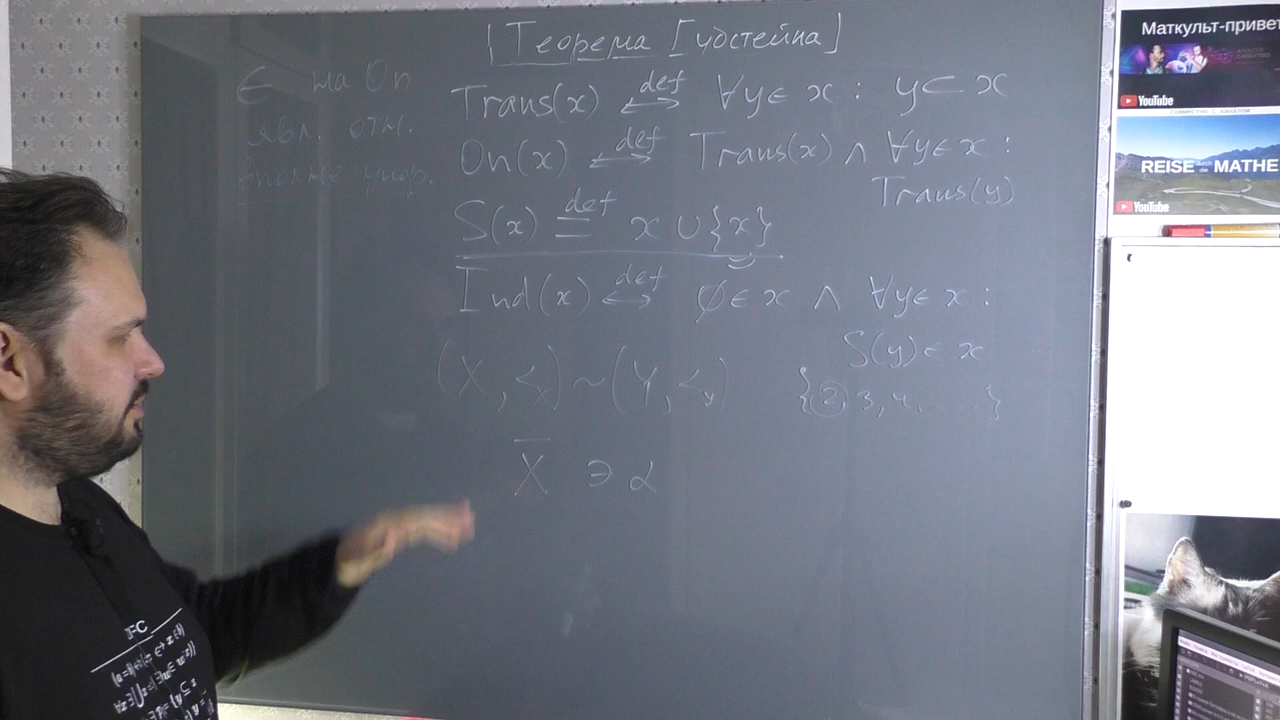 [Теорема Гудстейна]
∈ на On
явл. отн.
вполне упор.
Trans(x) ⟷def ∀y∈x: y⊂x
On(x) ⟷def Trans(x) ∧ ∀y∈x:
Trans(y)
S(x) =def x∪{x}
Ind(x) ⟷def ∅∈x ∧ ∀y∈x:
S(y)∈x
(X, <x) ~ (Y, <y)
{2, 3, 4, ....}
X̄ ∋ α
Маткульт-привет
YouTube
REISE MATHE
YouTube
ZFC